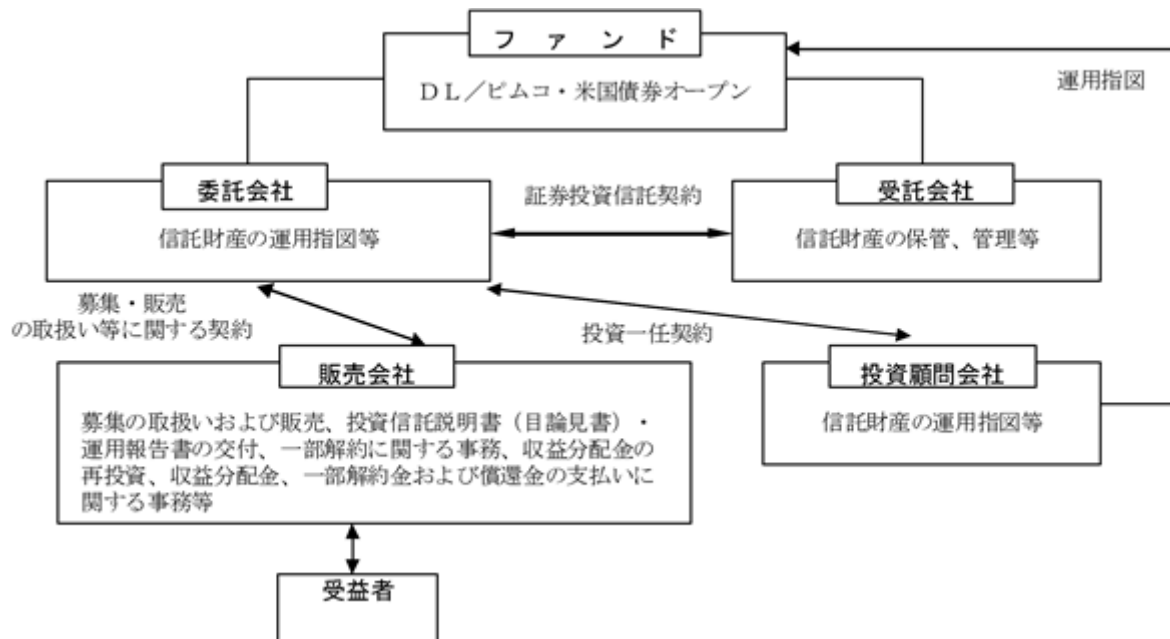 ファンド
DL／ピムコ・米国債券オープン
運用指図
委託会社
信託財産の運用指図等
証券投資信託契約
受託会社
信託財産の保管、管理等
募集・販売
の取扱い等に関する契約
投資一任契約
販売会社
募集の取扱いおよび販売、投資信託説明書（目論見書）・
運用報告書の交付、一部解約に関する事務、収益分配金の
再投資、収益分配金、一部解約金および償還金の支払いに
関する事務等
投資顧問会社
信託財産の運用指図等
受益者